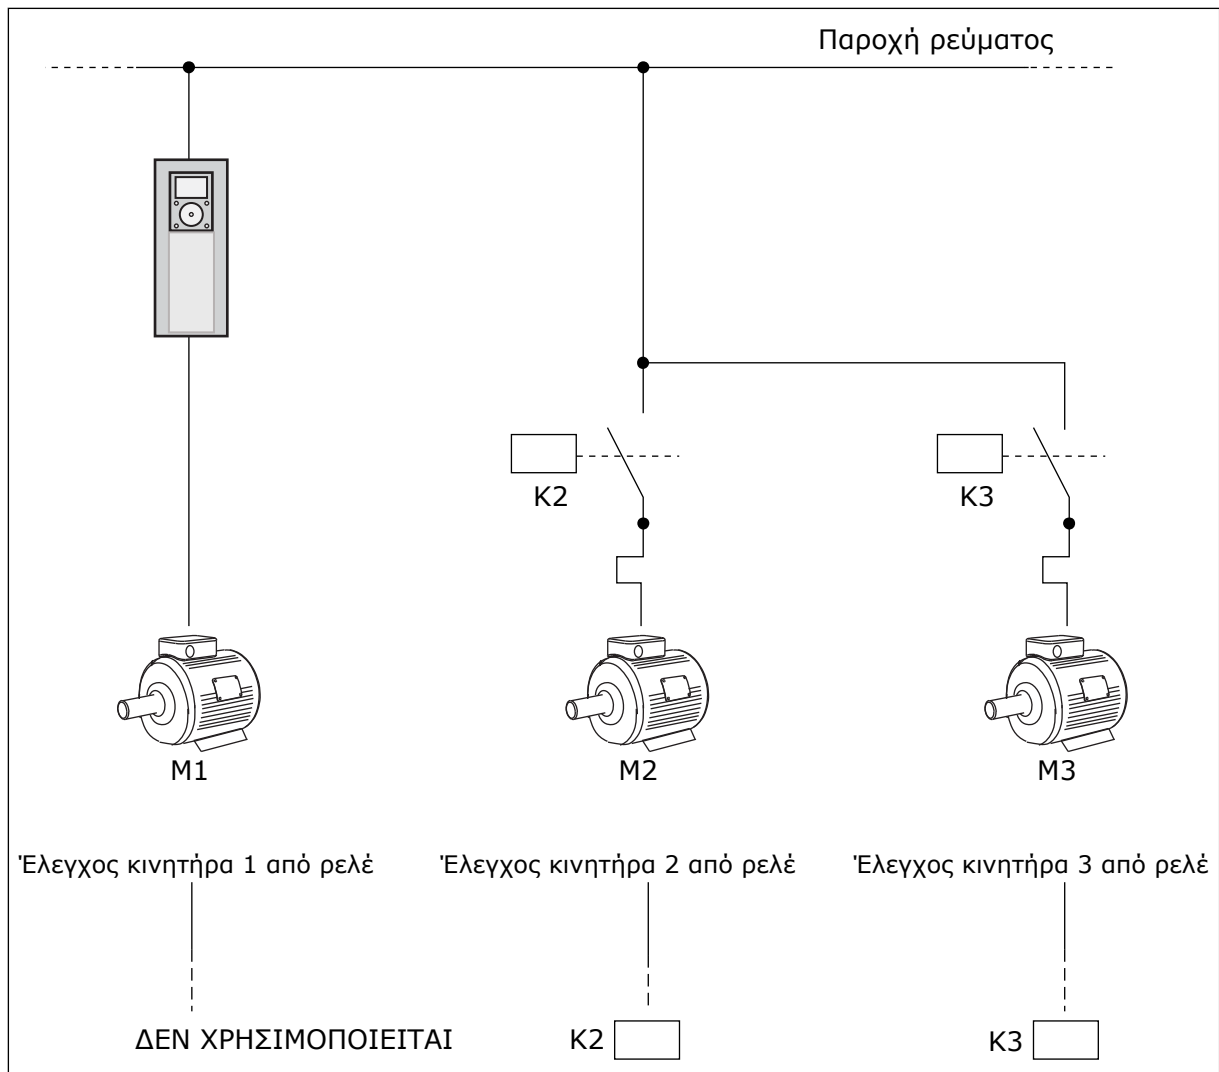 Παροχή ρεύματος
K2
K3
M1
M2
M3
Έλεγχος κινητήρα 1 από ρελέ
Έλεγχος κινητήρα 2 από ρελέ
Έλεγχος κινητήρα 3 από ρελέ
ΔΕΝ ΧΡΗΣΙΜΟΠΟΙΕΙΤΑΙ
K2
K3